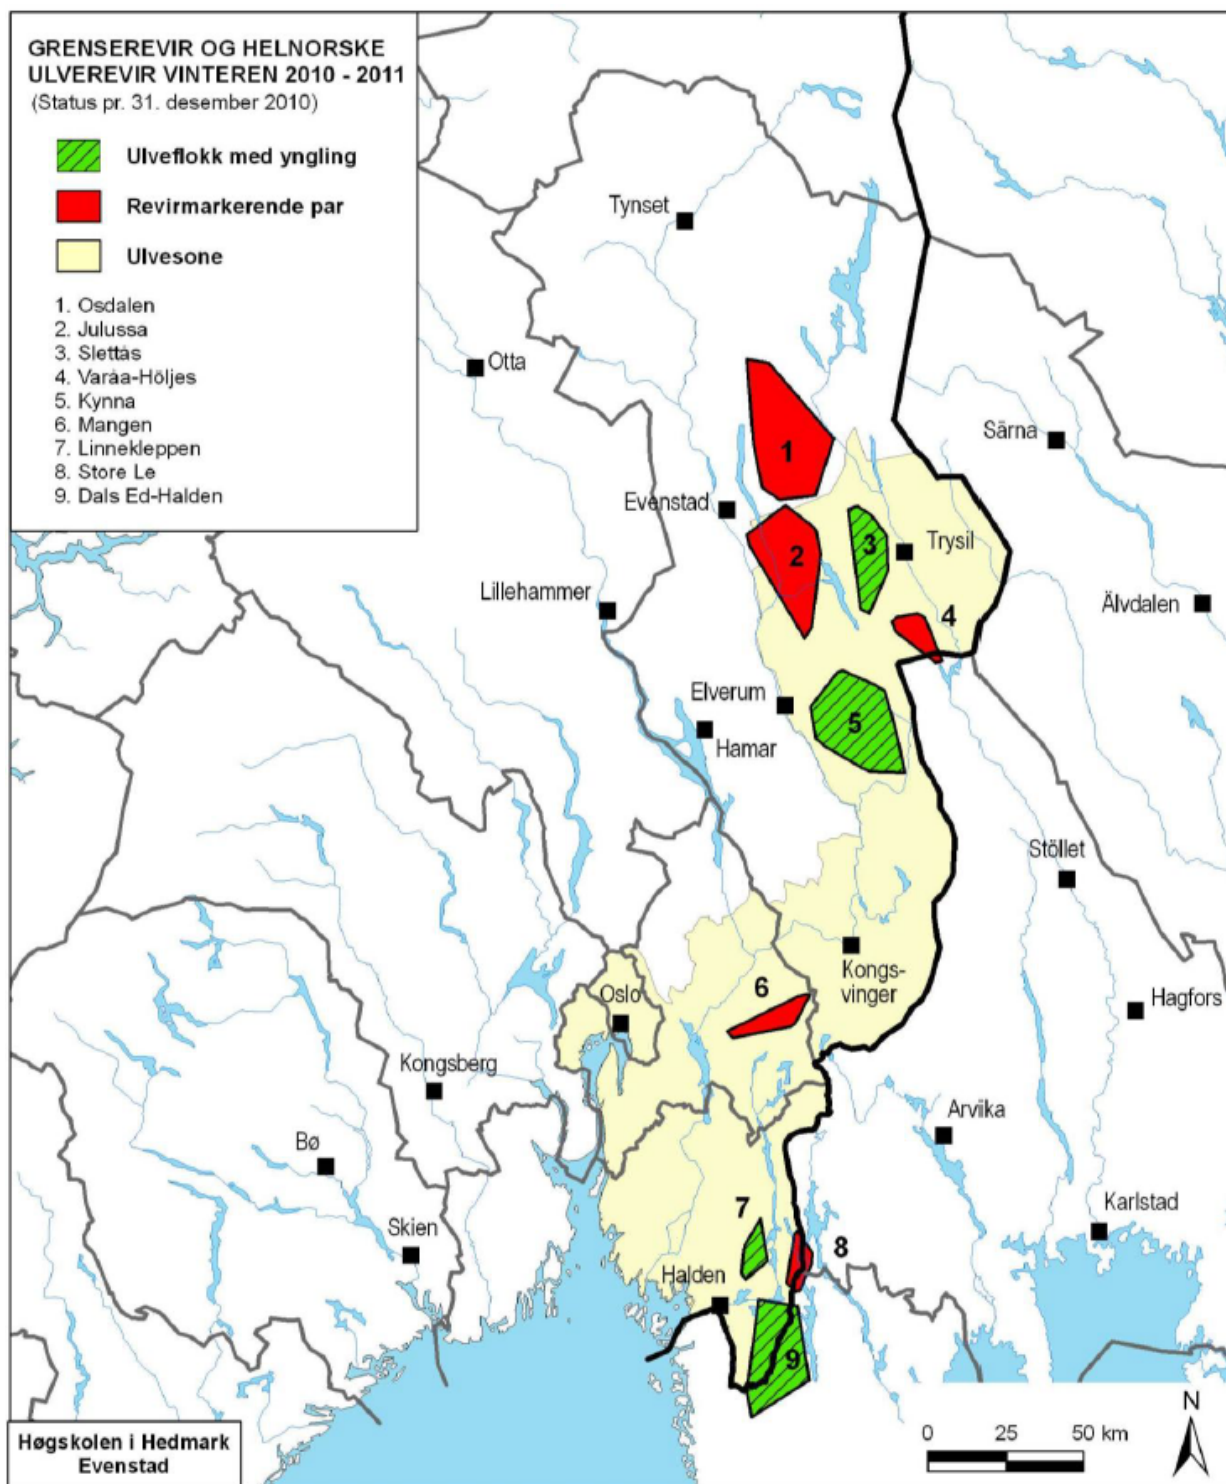 GRENSEREVIR OG HELNORSKE
ULVEREVIR VINTEREN 2010 - 2011
(Status pr. 31. desember 2010)
Ulveflokk med yngling
Revirmarkerende par
Ulvesone
1. Osdalen
2. Julussa
3. Slettås
4. Varåa-Höljes
5. Kynna
6. Mangen
7. Linnekleppen
8. Store Le
9. Dals Ed-Halden
Tynset
Otta
Särna
1
Evenstad
2
3
Trysil
Lillehammer
4
Älvdalen
Elverum
5
Hamar
Stöllet
Kongs-
vinger
6
Oslo
Hagfors
Kongsberg
Arvika
Bø
Karlstad
7
Skien
8
Halden
9
N
0 25 50 km
Høgskolen i Hedmark
Evenstad